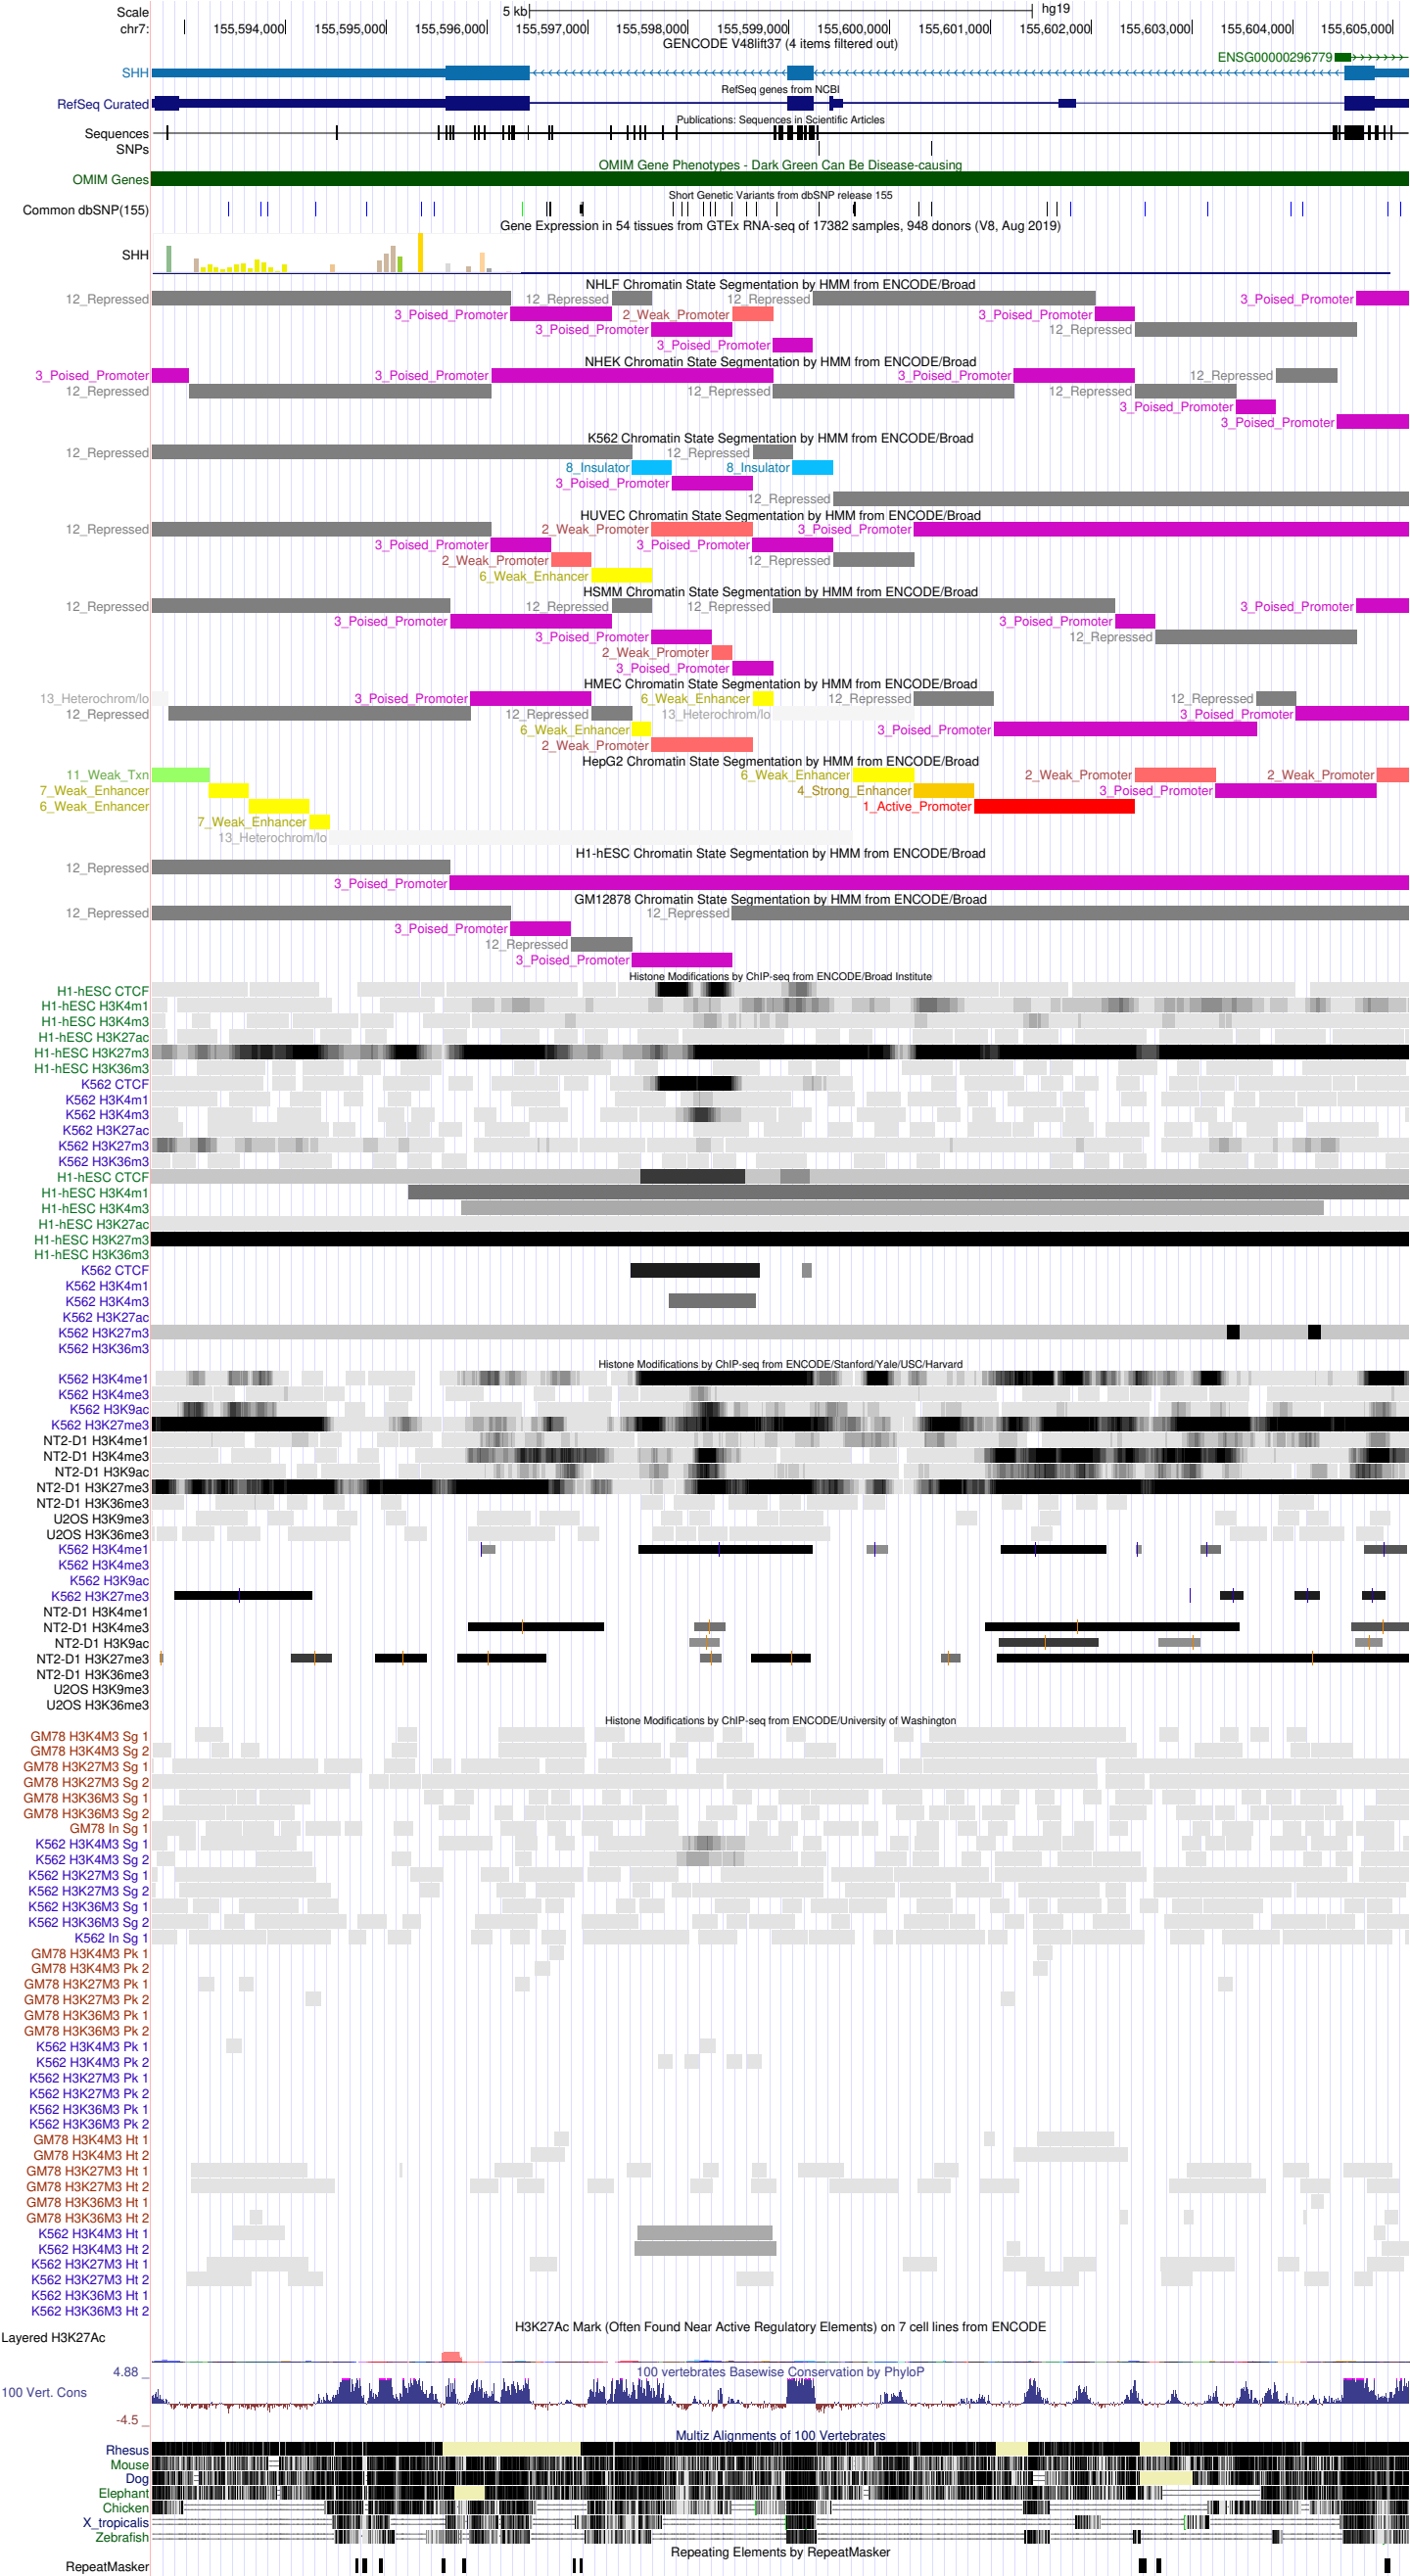 Scale 5 kb hg19
chr7: 155,594,000 155,595,000 155,596,000 155,597,000 155,598,000 155,599,000 155,600,000 155,601,000 155,602,000 155,603,000 155,604,000 155,605,000
GENCODE V48lift37 (4 items filtered out)
ENSG00000296779
SHH
RefSeq genes from NCBI
RefSeq Curated
Publications: Sequences in Scientific Articles
Sequences
SNPs
OMIM Gene Phenotypes - Dark Green Can Be Disease-causing
OMIM Genes
Short Genetic Variants from dbSNP release 155
Common dbSNP(155)
Gene Expression in 54 tissues from GTEx RNA-seq of 17382 samples, 948 donors (V8, Aug 2019)
SHH
NHLF Chromatin State Segmentation by HMM from ENCODE/Broad
12_Repressed 12_Repressed 12_Repressed 3_Poised_Promoter
3_Poised_Promoter 2_Weak_Promoter 3_Poised_Promoter
3_Poised_Promoter 12_Repressed
3_Poised_Promoter
NHEK Chromatin State Segmentation by HMM from ENCODE/Broad
3_Poised_Promoter 3_Poised_Promoter 3_Poised_Promoter 12_Repressed
12_Repressed 12_Repressed 12_Repressed
3_Poised_Promoter
3_Poised_Promoter
K562 Chromatin State Segmentation by HMM from ENCODE/Broad
12_Repressed 12_Repressed
8_Insulator 8_Insulator
3_Poised_Promoter
12_Repressed
HUVEC Chromatin State Segmentation by HMM from ENCODE/Broad
12_Repressed 2_Weak_Promoter 3_Poised_Promoter
3_Poised_Promoter 3_Poised_Promoter
2_Weak_Promoter 12_Repressed
6_Weak_Enhancer
HSMM Chromatin State Segmentation by HMM from ENCODE/Broad
12_Repressed 12_Repressed 12_Repressed 3_Poised_Promoter
3_Poised_Promoter 3_Poised_Promoter
3_Poised_Promoter 12_Repressed
2_Weak_Promoter
3_Poised_Promoter
HMEC Chromatin State Segmentation by HMM from ENCODE/Broad
13_Heterochrom/lo 3_Poised_Promoter 6_Weak_Enhancer 12_Repressed 12_Repressed
12_Repressed 12_Repressed 13_Heterochrom/lo 3_Poised_Promoter
6_Weak_Enhancer 3_Poised_Promoter
2_Weak_Promoter
HepG2 Chromatin State Segmentation by HMM from ENCODE/Broad
11_Weak_Txn 6_Weak_Enhancer 2_Weak_Promoter 2_Weak_Promoter
7_Weak_Enhancer 4_Strong_Enhancer 3_Poised_Promoter
6_Weak_Enhancer 1_Active_Promoter
7_Weak_Enhancer
13_Heterochrom/lo
H1-hESC Chromatin State Segmentation by HMM from ENCODE/Broad
12_Repressed
3_Poised_Promoter
GM12878 Chromatin State Segmentation by HMM from ENCODE/Broad
12_Repressed 12_Repressed
3_Poised_Promoter
12_Repressed
3_Poised_Promoter
Histone Modifications by ChIP-seq from ENCODE/Broad Institute
H1-hESC CTCF
H1-hESC H3K4m1
H1-hESC H3K4m3
H1-hESC H3K27ac
H1-hESC H3K27m3
H1-hESC H3K36m3
K562 CTCF
K562 H3K4m1
K562 H3K4m3
K562 H3K27ac
K562 H3K27m3
K562 H3K36m3
H1-hESC CTCF
H1-hESC H3K4m1
H1-hESC H3K4m3
H1-hESC H3K27ac
H1-hESC H3K27m3
H1-hESC H3K36m3
K562 CTCF
K562 H3K4m1
K562 H3K4m3
K562 H3K27ac
K562 H3K27m3
K562 H3K36m3
Histone Modifications by ChIP-seq from ENCODE/Stanford/Yale/USC/Harvard
K562 H3K4me1
K562 H3K4me3
K562 H3K9ac
K562 H3K27me3
NT2-D1 H3K4me1
NT2-D1 H3K4me3
NT2-D1 H3K9ac
NT2-D1 H3K27me3
NT2-D1 H3K36me3
U2OS H3K9me3
U2OS H3K36me3
K562 H3K4me1
K562 H3K4me3
K562 H3K9ac
K562 H3K27me3
NT2-D1 H3K4me1
NT2-D1 H3K4me3
NT2-D1 H3K9ac
NT2-D1 H3K27me3
NT2-D1 H3K36me3
U2OS H3K9me3
U2OS H3K36me3
Histone Modifications by ChIP-seq from ENCODE/University of Washington
GM78 H3K4M3 Sg 1
GM78 H3K4M3 Sg 2
GM78 H3K27M3 Sg 1
GM78 H3K27M3 Sg 2
GM78 H3K36M3 Sg 1
GM78 H3K36M3 Sg 2
GM78 In Sg 1
K562 H3K4M3 Sg 1
K562 H3K4M3 Sg 2
K562 H3K27M3 Sg 1
K562 H3K27M3 Sg 2
K562 H3K36M3 Sg 1
K562 H3K36M3 Sg 2
K562 In Sg 1
GM78 H3K4M3 Pk 1
GM78 H3K4M3 Pk 2
GM78 H3K27M3 Pk 1
GM78 H3K27M3 Pk 2
GM78 H3K36M3 Pk 1
GM78 H3K36M3 Pk 2
K562 H3K4M3 Pk 1
K562 H3K4M3 Pk 2
K562 H3K27M3 Pk 1
K562 H3K27M3 Pk 2
K562 H3K36M3 Pk 1
K562 H3K36M3 Pk 2
GM78 H3K4M3 Ht 1
GM78 H3K4M3 Ht 2
GM78 H3K27M3 Ht 1
GM78 H3K27M3 Ht 2
GM78 H3K36M3 Ht 1
GM78 H3K36M3 Ht 2
K562 H3K4M3 Ht 1
K562 H3K4M3 Ht 2
K562 H3K27M3 Ht 1
K562 H3K27M3 Ht 2
K562 H3K36M3 Ht 1
K562 H3K36M3 Ht 2
H3K27Ac Mark (Often Found Near Active Regulatory Elements) on 7 cell lines from ENCODE
Layered H3K27Ac
100 vertebrates Basewise Conservation by PhyloP
4.88 _
100 Vert. Cons
-4.5 _
Multiz Alignments of 100 Vertebrates
Rhesus
Mouse
Dog
Elephant
Chicken
X_tropicalis
Zebrafish
Repeating Elements by RepeatMasker
RepeatMasker